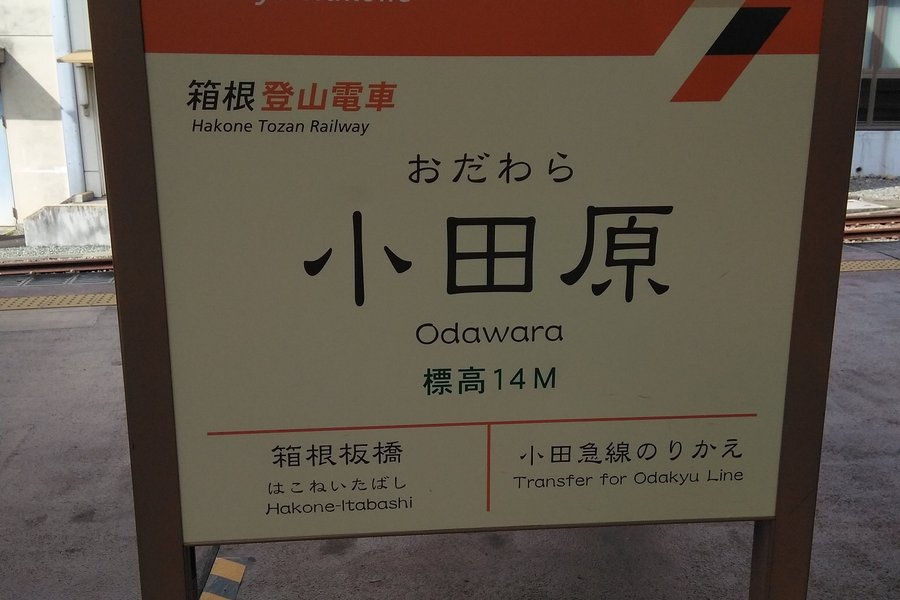 箱根登山電車
Hakone Tozan Railway
おだわら
小田原
Odawara
標高14M
箱根板橋
はこねいたばし
Hakone-Itabashi
小田急線のりかえ
Transfer for Odakyu Line